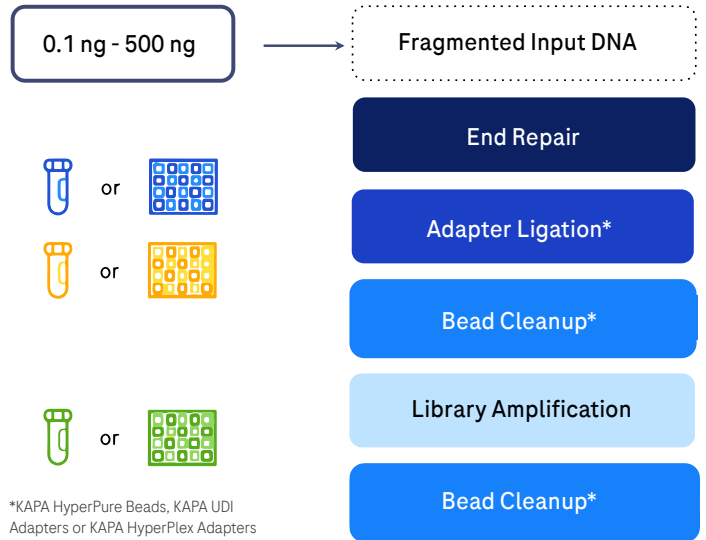 0.1 ng - 500 ng
Fragmented Input DNA
End Repair
or
Adapter Ligation*
or
Bead Cleanup*
Library Amplification
or
Bead Cleanup*
*KAPA HyperPure Beads, KAPA UDI
Adapters or KAPA HyperPlex Adapters